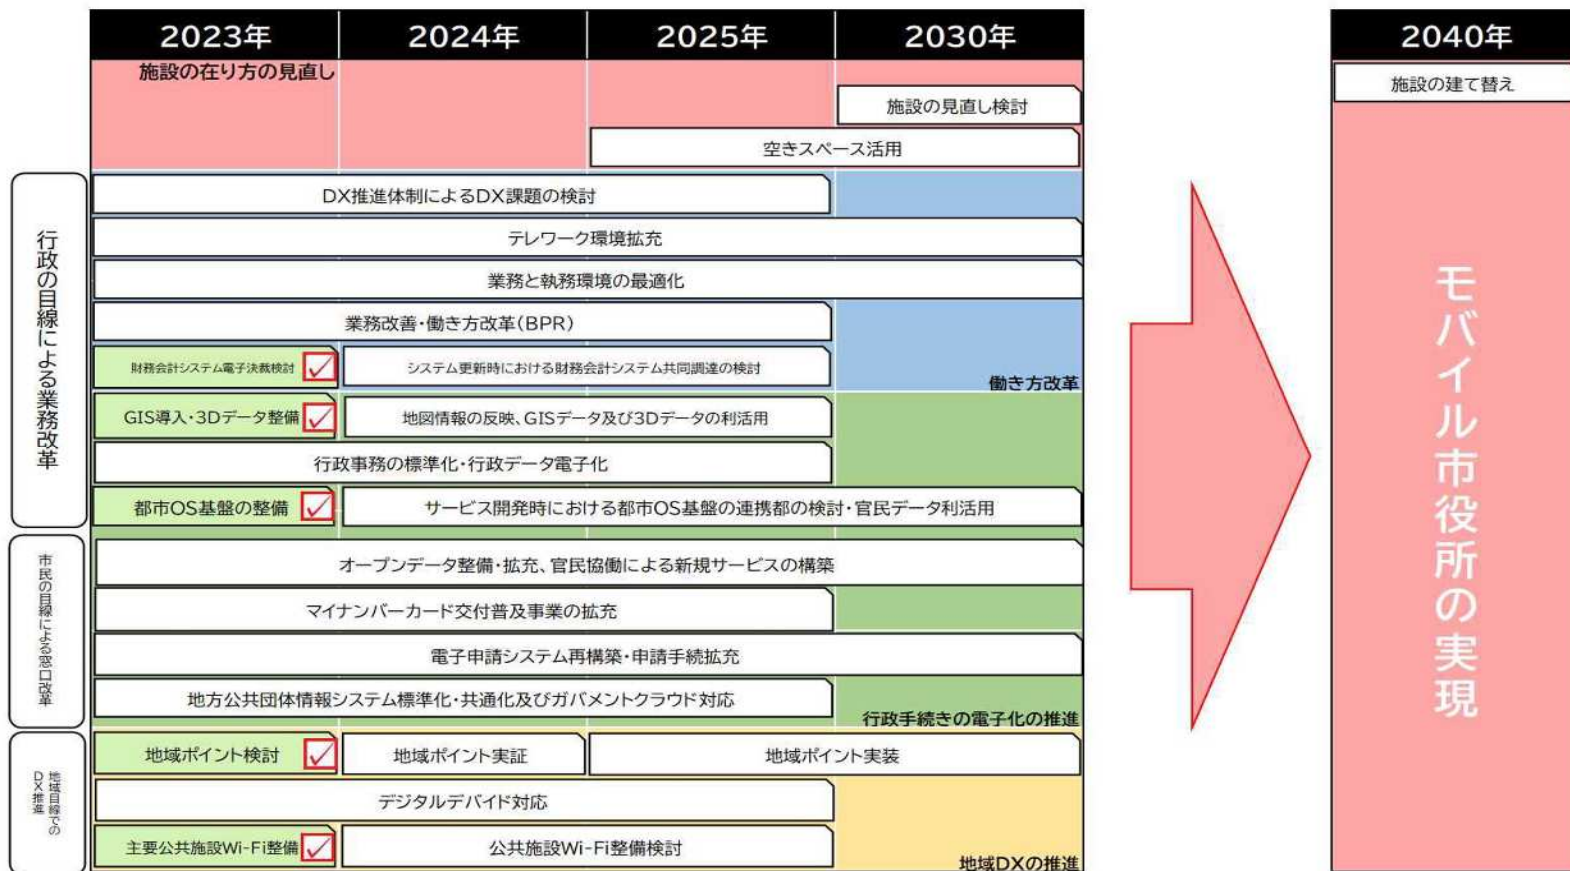 2023年
2024年
2025年
2030年
2040年
施設の在り方の見直し
施設の見直し検討
空きスペース活用
施設の建て替え
行政の目線による業務改革
DX推進体制によるDX課題の検討
テレワーク環境拡充
業務と執務環境の最適化
業務改善・働き方改革(BPR)
財務会計システム電子決裁検討
システム更新時における財務会計システム共同調達の検討
働き方改革
GIS導入・3Dデータ整備
地図情報の反映、GISデータ及び3Dデータの利活用
行政事務の標準化・行政データ電子化
都市OS基盤の整備
サービス開発時における都市OS基盤の連携都の検討・官民データ利活用
市民の目線による窓口改革
オープンデータ整備・拡充、官民協働による新規サービスの構築
マイナンバーカード交付普及事業の拡充
電子申請システム再構築・申請手続拡充
地方公共団体情報システム標準化・共通化及びガバメントクラウド対応
行政手続きの電子化の推進
地域目線での
DX推進
地域ポイント検討
地域ポイント実証
地域ポイント実装
デジタルデバイド対応
主要公共施設Wi-Fi整備
公共施設Wi-Fi整備検討
地域DXの推進
モバイル市役所の実現